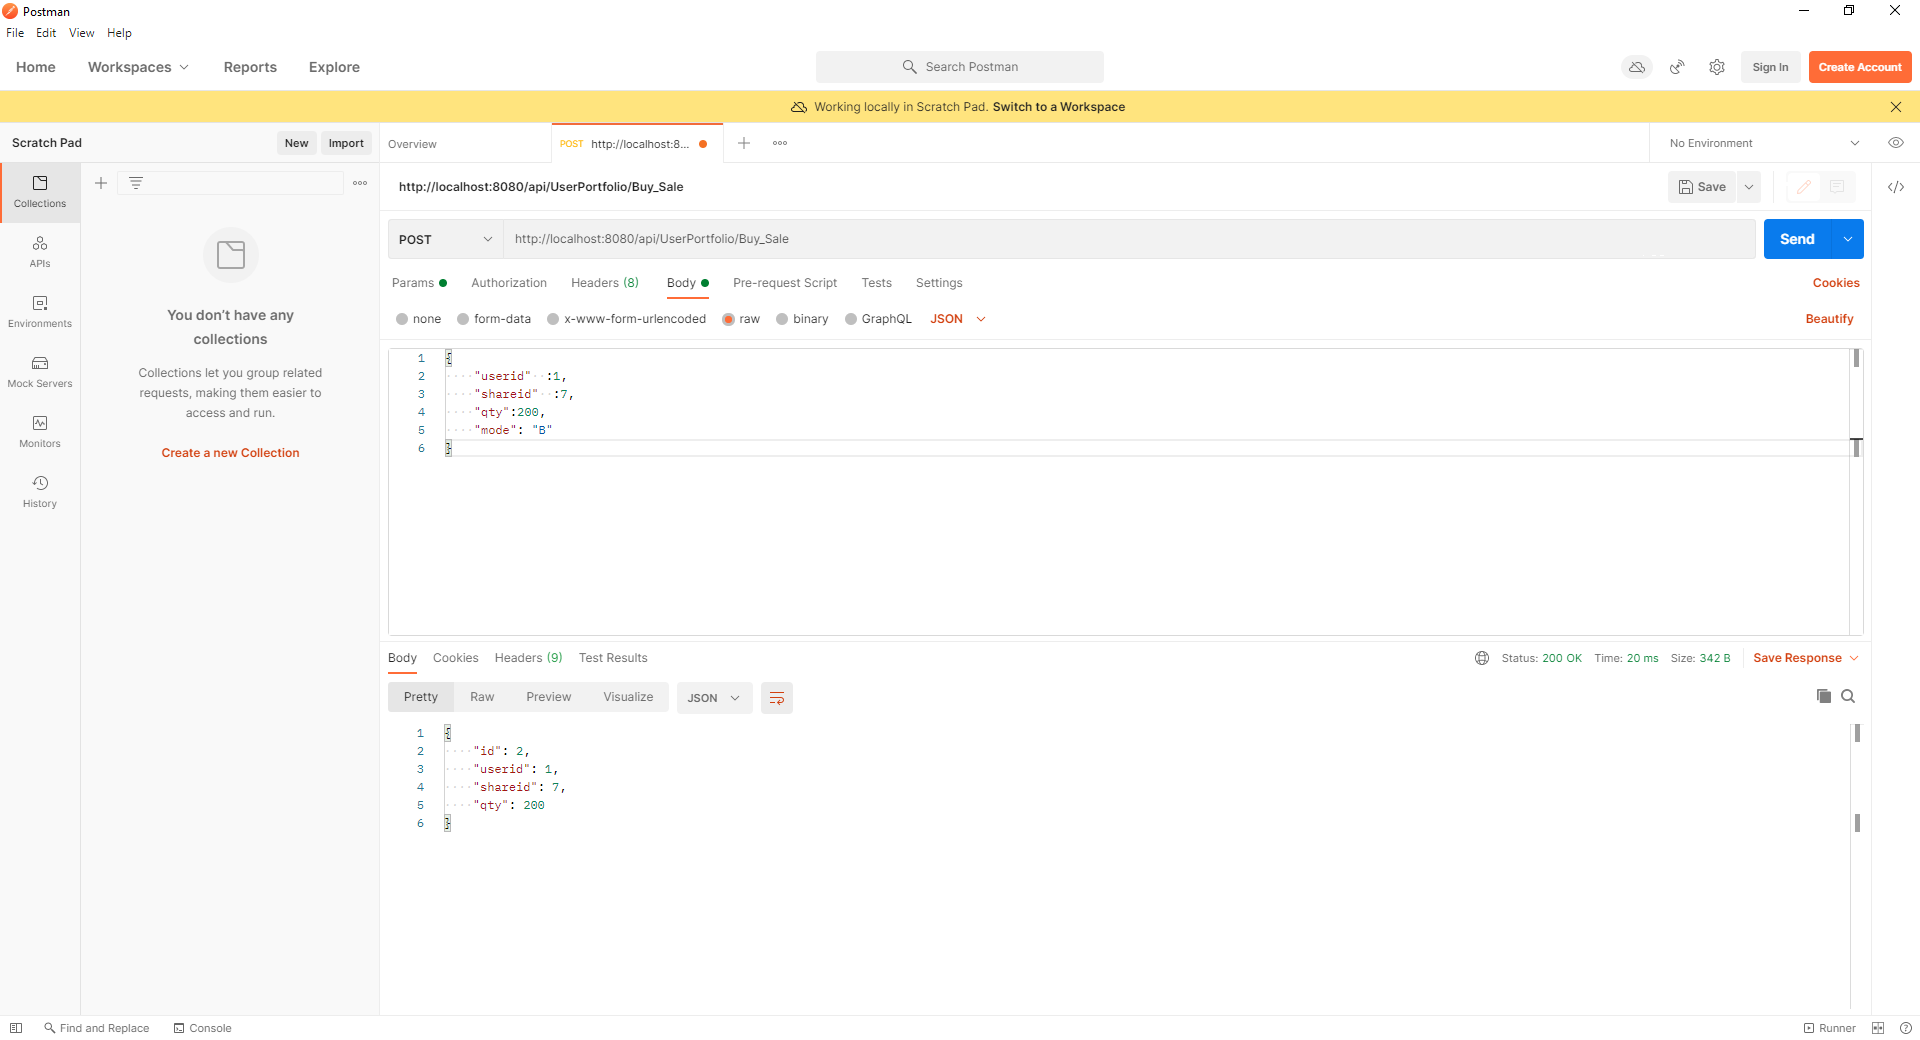 Postman
File Edit View Help
Home Workspaces Reports Explore Search Postman Sign In Create Account
Working locally in Scratch Pad. Switch to a Workspace
Scratch Pad New Import Overview POST http://localhost:8... No Environment
http://localhost:8080/api/UserPortfolio/Buy_Sale Save
Collections
APIs
Environments
Mock Servers
Monitors
History
You don't have any
collections
Collections let you group related
requests, making them easier to
access and run.
Create a new Collection
POST http://localhost:8080/api/UserPortfolio/Buy_Sale Send
Params Authorization Headers (8) Body Pre-request Script Tests Settings Cookies
none form-data x-www-form-urlencoded raw binary GraphQL JSON Beautify
1 {
2 "userid" :1,
3 "shareid" :7,
4 "qty":200,
5 "mode": "B"
6 }
Body Cookies Headers (9) Test Results Status: 200 OK Time: 20 ms Size: 342 B Save Response
Pretty Raw Preview Visualize JSON
1 {
2 "id": 2,
3 "userid": 1,
4 "shareid": 7,
5 "qty": 200
6 }
Find and Replace Console Runner